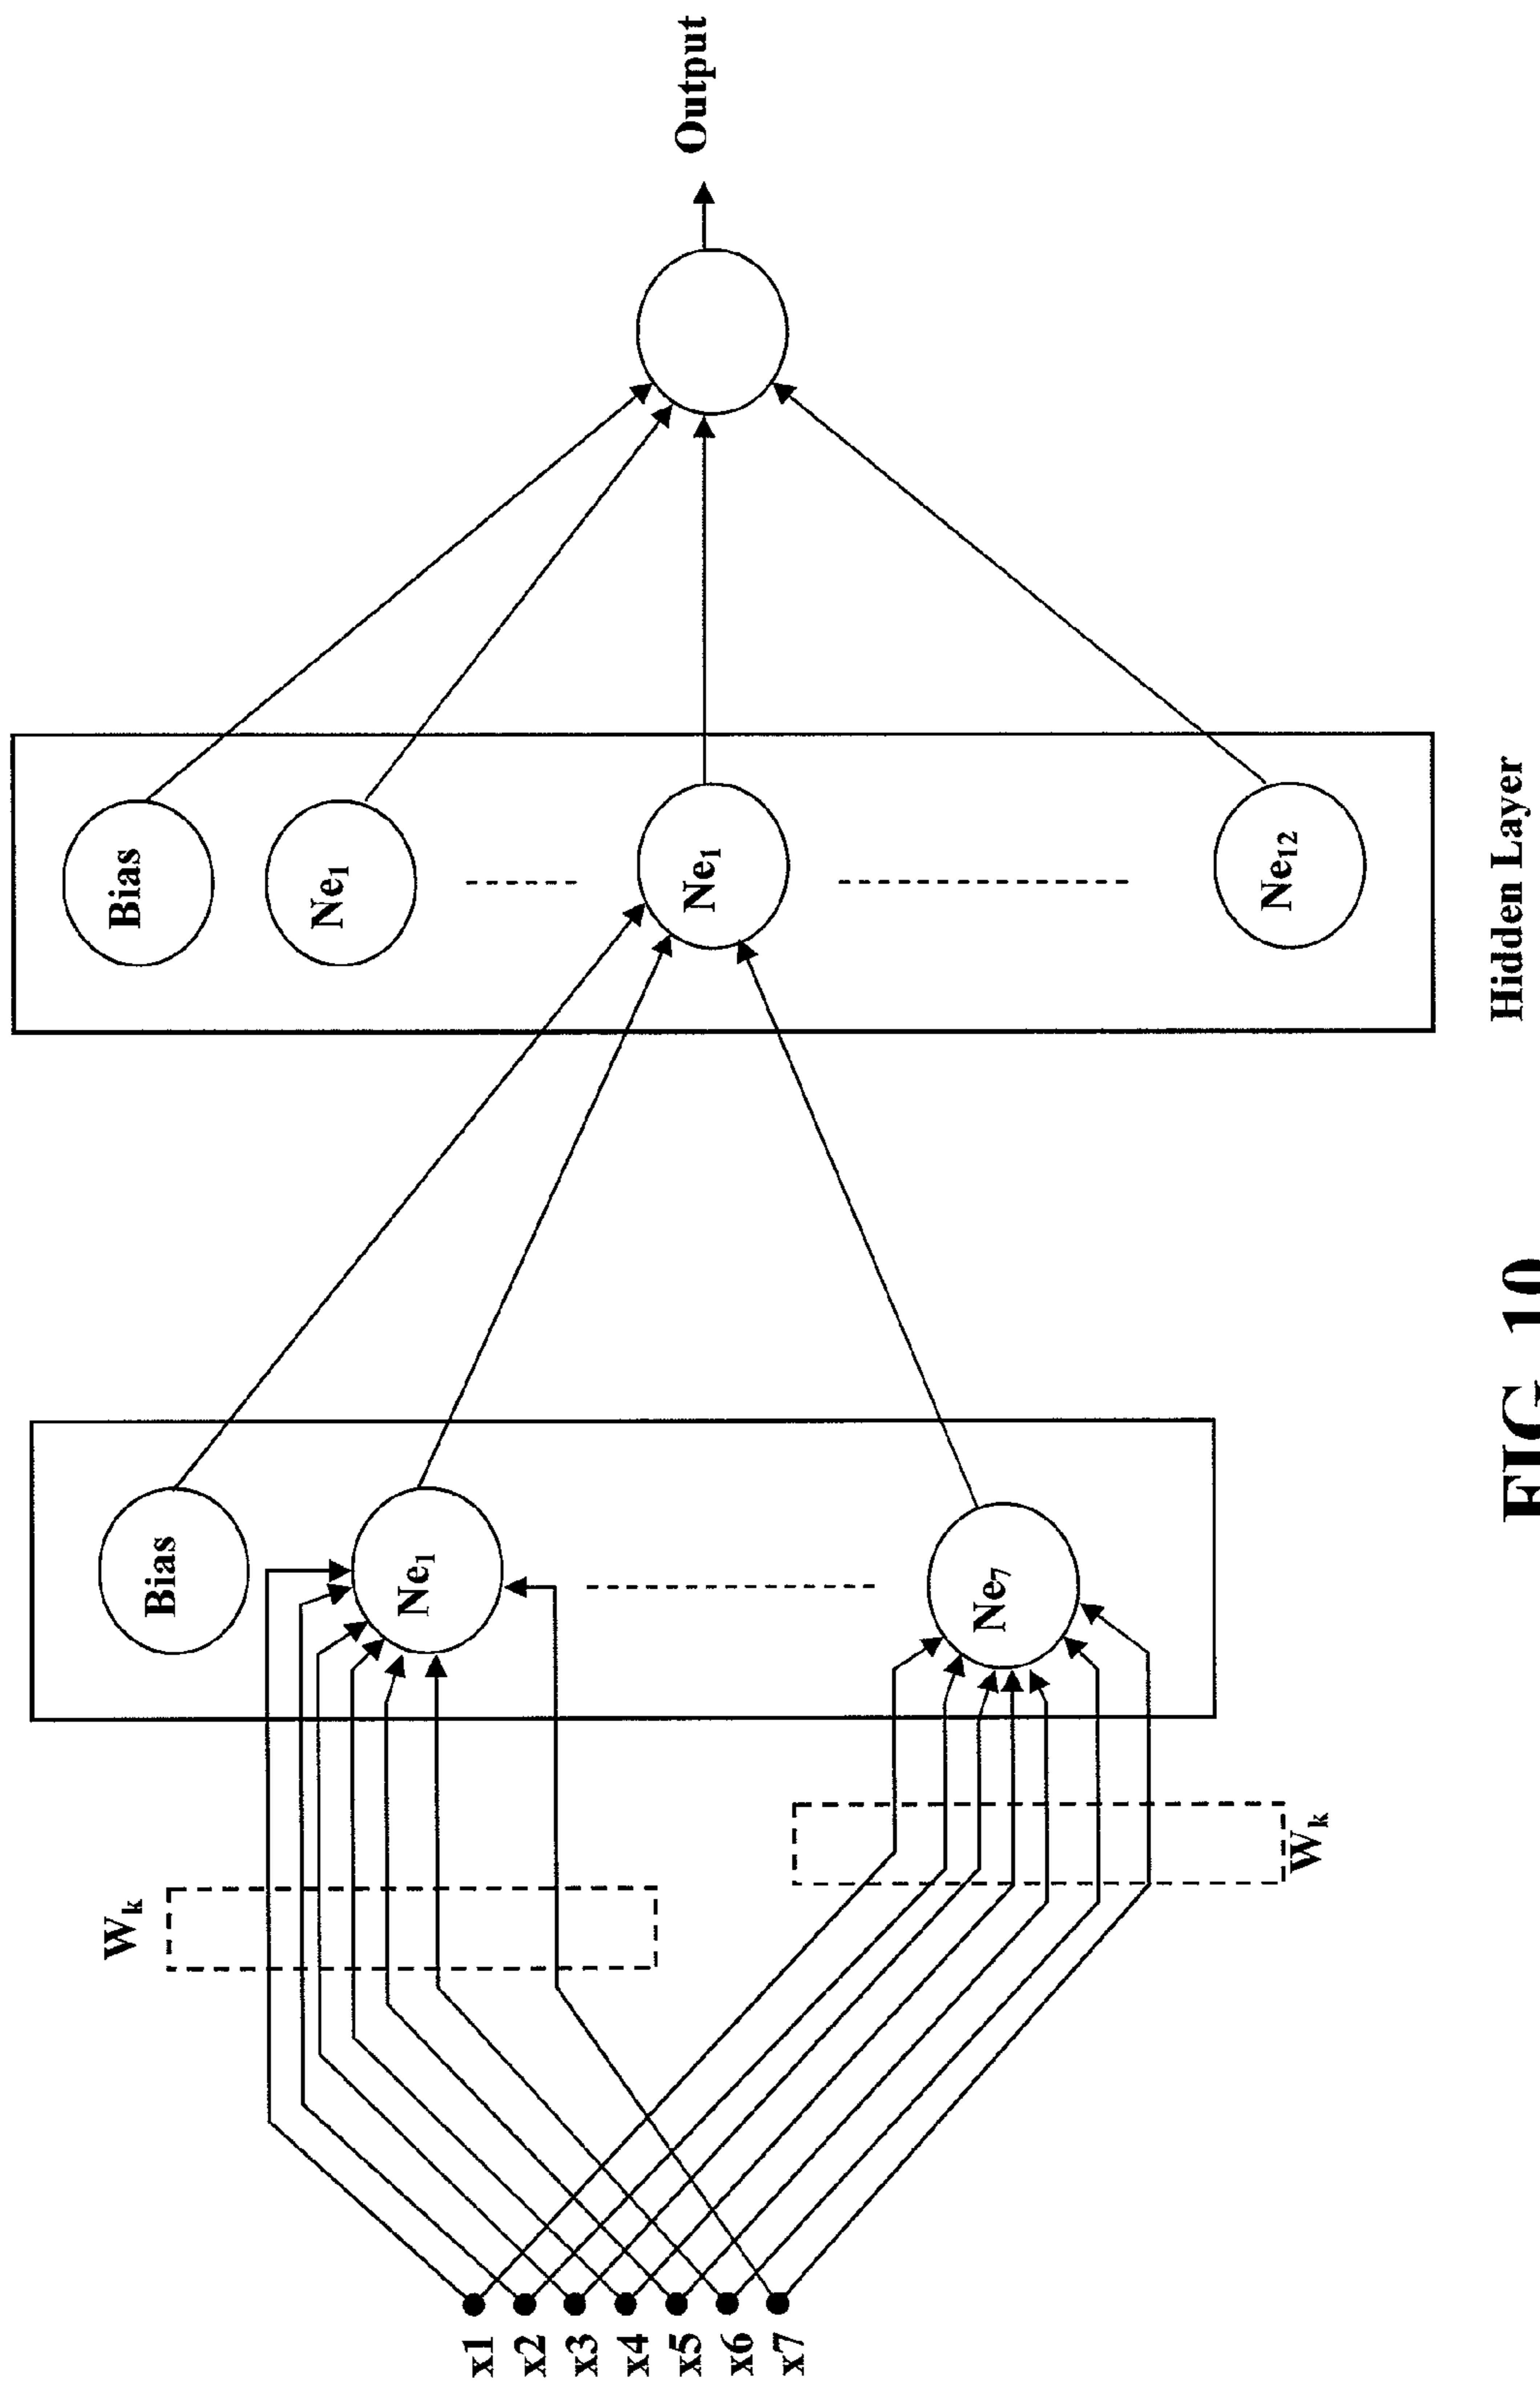 x1
x2
x3
x4
x5
x6
x7
Wk
Wk
Bias
Ne1
Ne7
Bias
Ne1
Ne1
Ne12
Output
Hidden Layer
FIG. 10